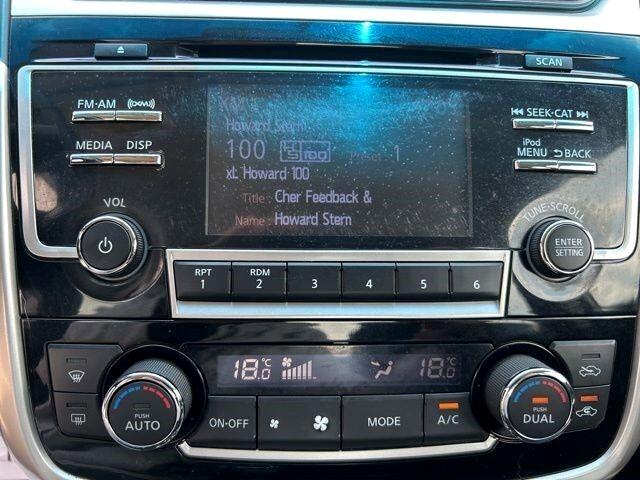 SCAN
FM·AM ((XM))
MEDIA DISP
VOL
Howard Stern
100 100 Preset 1
xL Howard 100
Title : Cher Feedback &
Name : Howard Stern
SEEK·CAT
iPod
MENU BACK
TUNE·SCROLL
ENTER
SETTING
RPT
1
RDM
2
3
4
5
6
18.0°C
18.0°C
PUSH
AUTO
ON·OFF
MODE
A/C
PUSH
DUAL